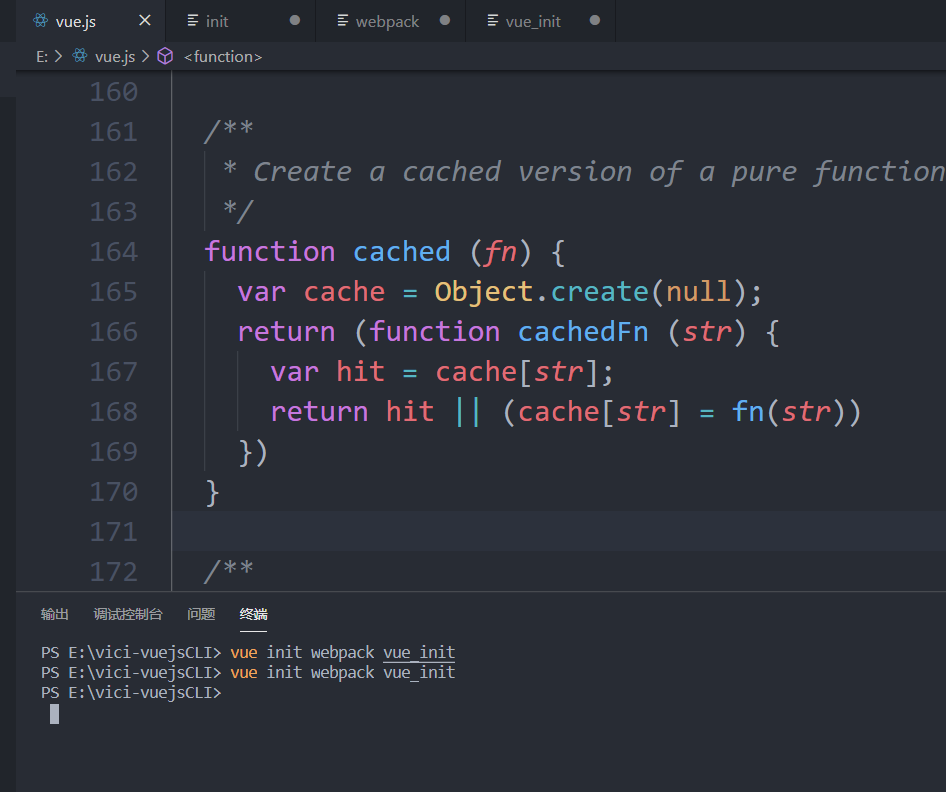 vue.js
init
webpack
vue_init
E: > vue.js > <function>
160
161 /**
162 * Create a cached version of a pure function
163 */
164 function cached (fn) {
165 var cache = Object.create(null);
166 return (function cachedFn (str) {
167 var hit = cache[str];
168 return hit || (cache[str] = fn(str))
169 })
170 }
171
172 /**
输出 调试控制台 问题 终端
PS E:\vici-vuejsCLI> vue init webpack vue_init
PS E:\vici-vuejsCLI> vue init webpack vue_init
PS E:\vici-vuejsCLI>